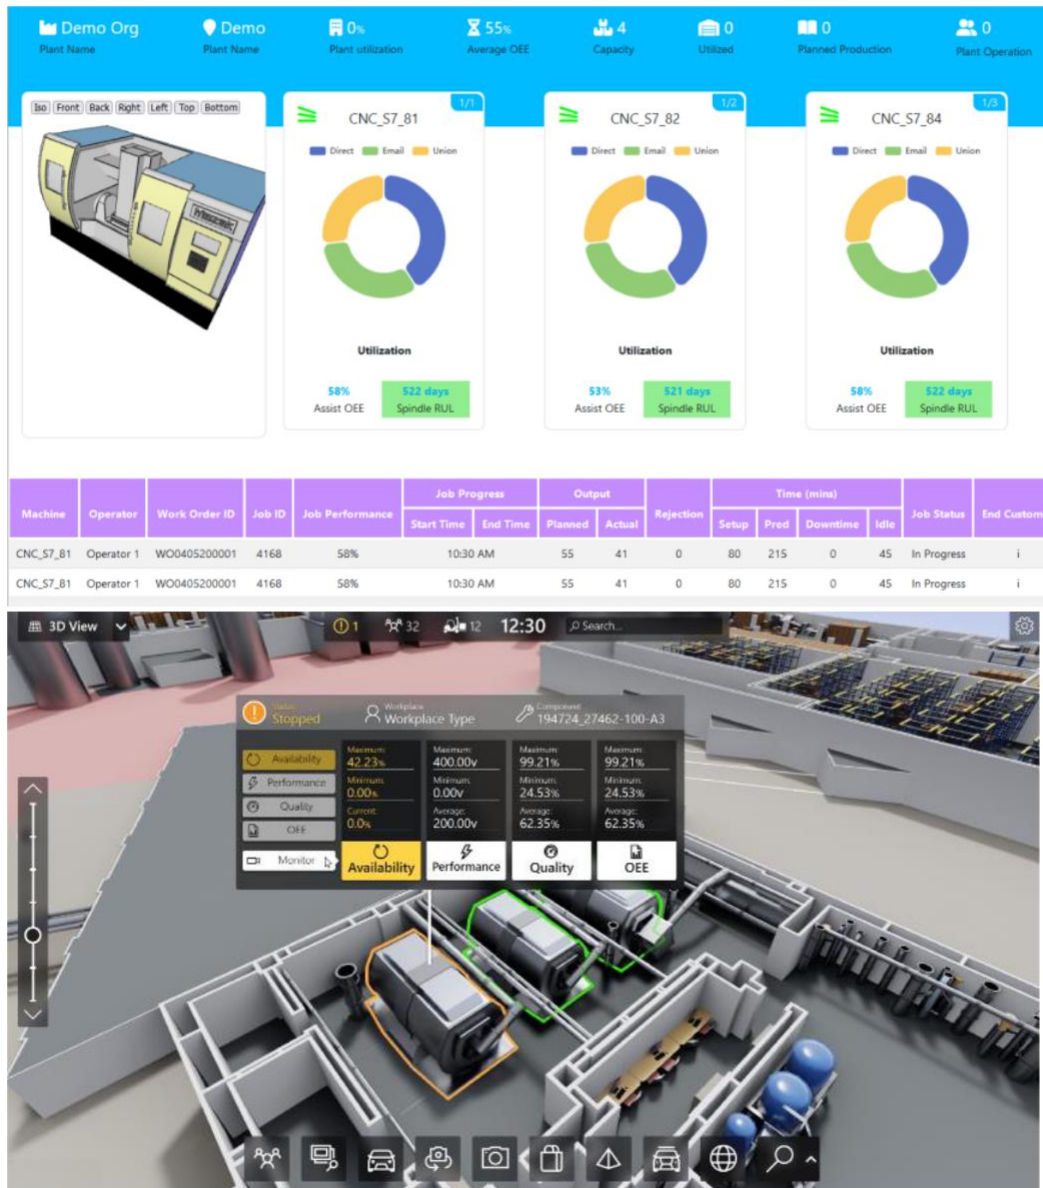 Demo Org Demo 0% 55% 4 0 0 0
Plant Name Plant Name Plant utilization Average OEE Capacity Utilized Planned Production Plant Operation
Iso Front Back Right Left Top Bottom
1/1
CNC_S7_81
Direct Email Union
Utilization
58% 522 days
Assist OEE Spindle RUL
1/2
CNC_S7_82
Direct Email Union
Utilization
53% 521 days
Assist OEE Spindle RUL
1/3
CNC_S7_84
Direct Email Union
Utilization
58% 522 days
Assist OEE Spindle RUL
Job Progress Output Time (mins)
Machine Operator Work Order ID Job ID Job Performance Rejection Job Status End Custom
Start Time End Time Planned Actual Setup Pred Downtime Idle
CNC_S7_81 Operator 1 WO0405200001 4168 58% 10:30 AM 55 41 0 80 215 0 45 In Progress i
CNC_S7_81 Operator 1 WO0405200001 4168 58% 10:30 AM 55 41 0 80 215 0 45 In Progress i
3D View 1 32 12 12:30 Search...
Status Workplace Component
Stopped Workplace Type 194724_27462-100-A3
Availability
Performance
Quality
OEE
Monitor
Maximum: Maximum: Maximum: Maximum:
42.23% 400.00v 99.21% 99.21%
Minimum: Minimum: Minimum: Minimum:
0.00% 0.00v 24.53% 24.53%
Current: Average: Average: Average:
0.0% 200.00v 62.35% 62.35%
Availability Performance Quality OEE